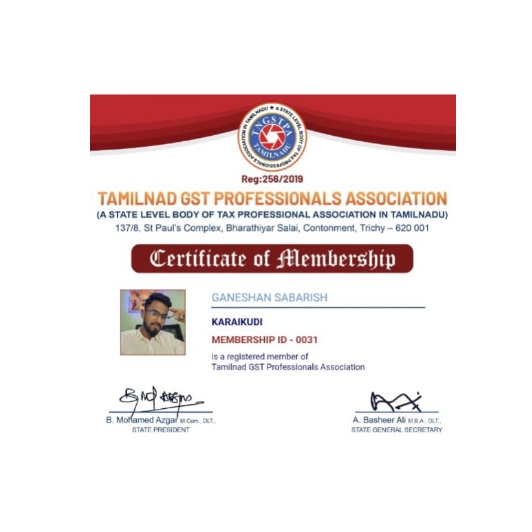 PROFESSIONALS ASSOCIATION IN TAMILNADU ★ A STATE LEVEL BODY OF TAX
TNGSTPA
TAMILNADU
Reg:256/2019
TAMILNAD GST PROFESSIONALS ASSOCIATION
(A STATE LEVEL BODY OF TAX PROFESSIONAL ASSOCIATION IN TAMILNADU)
137/8, St Paul's Complex, Bharathiyar Salai, Contonment, Trichy – 620 001
Certificate of Membership
GANESHAN SABARISH
KARAIKUDI
MEMBERSHIP ID - 0031
is a registered member of
Tamilnad GST Professionals Association
B. Mohamed Azgar M.Com., DLT.,
STATE PRESIDENT
A. Basheer Ali M.B.A., DLT.,
STATE GENERAL SECRETARY